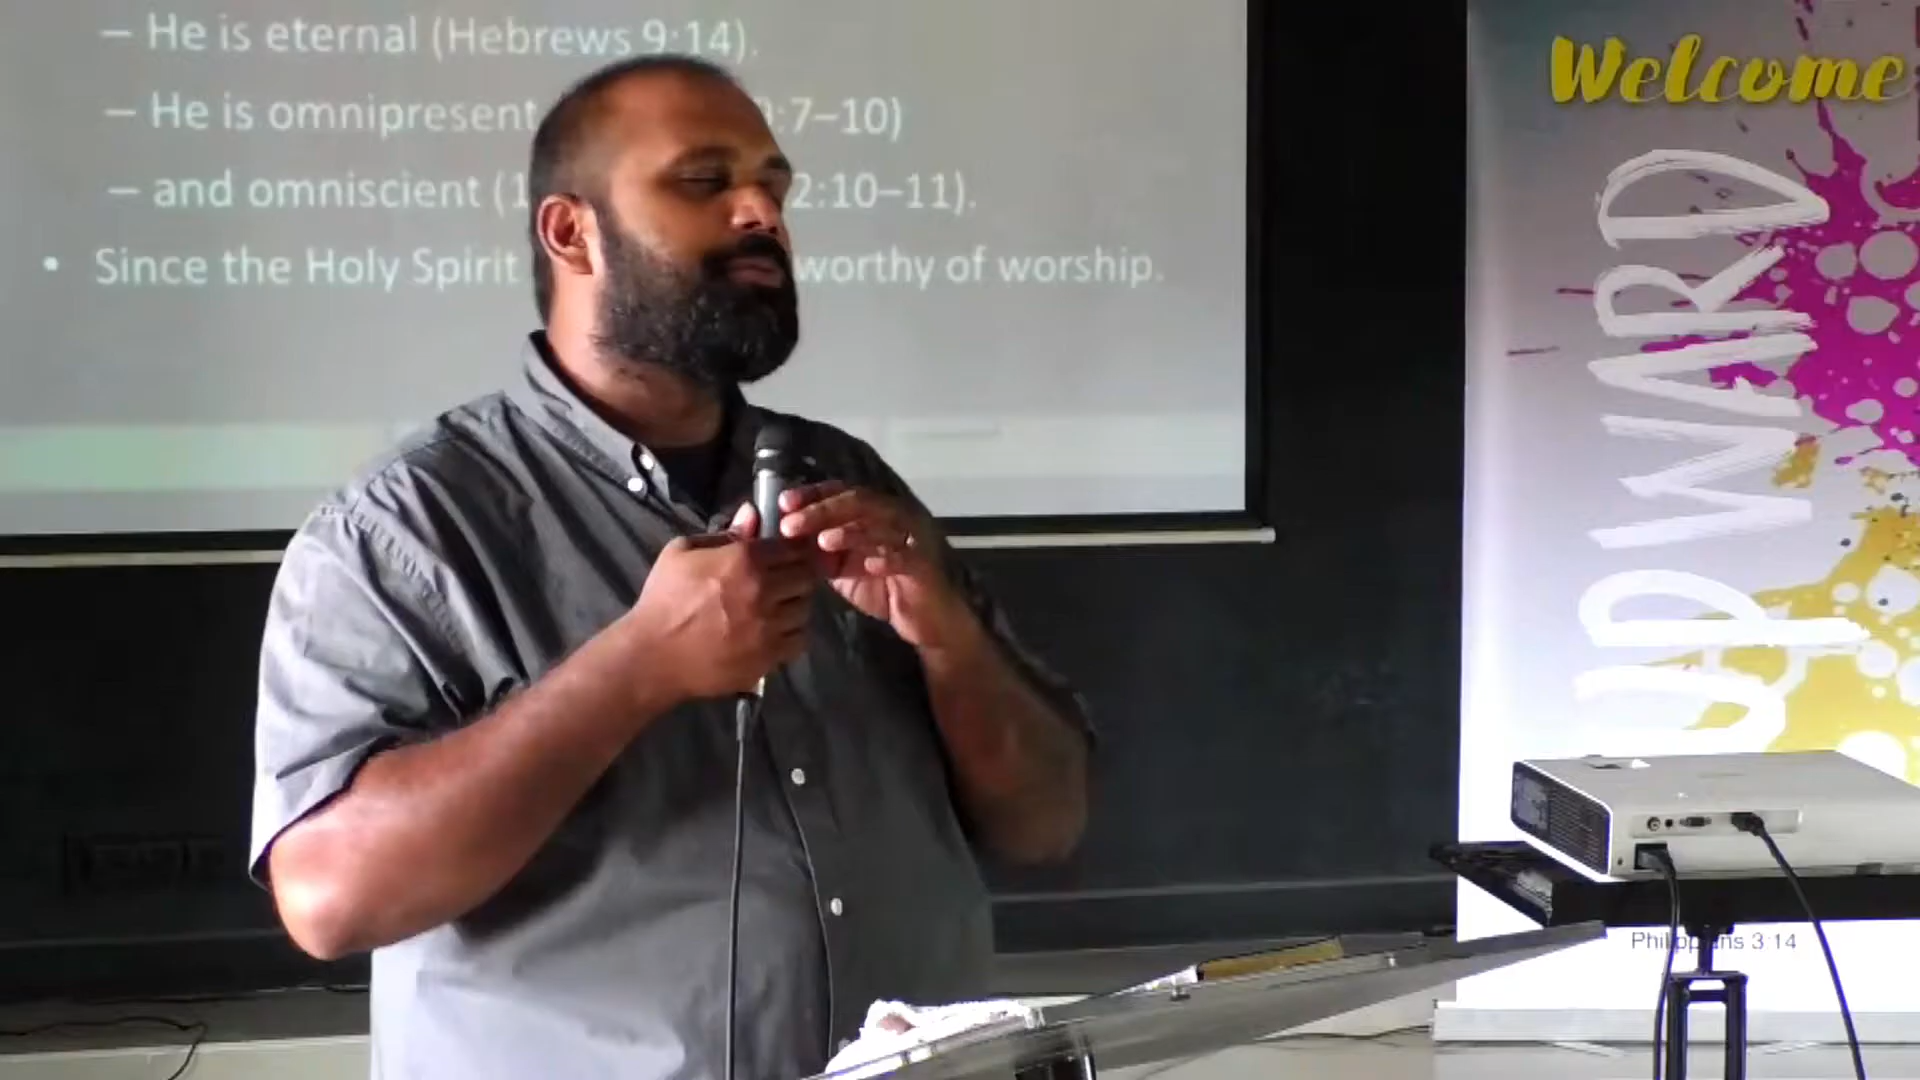 – He is eternal (Hebrews 9:14).
– He is omnipresent :7–10)
– and omniscient (1 2:10–11).
• Since the Holy Spirit worthy of worship.
Welcome
UPWARD
Philippians 3:14